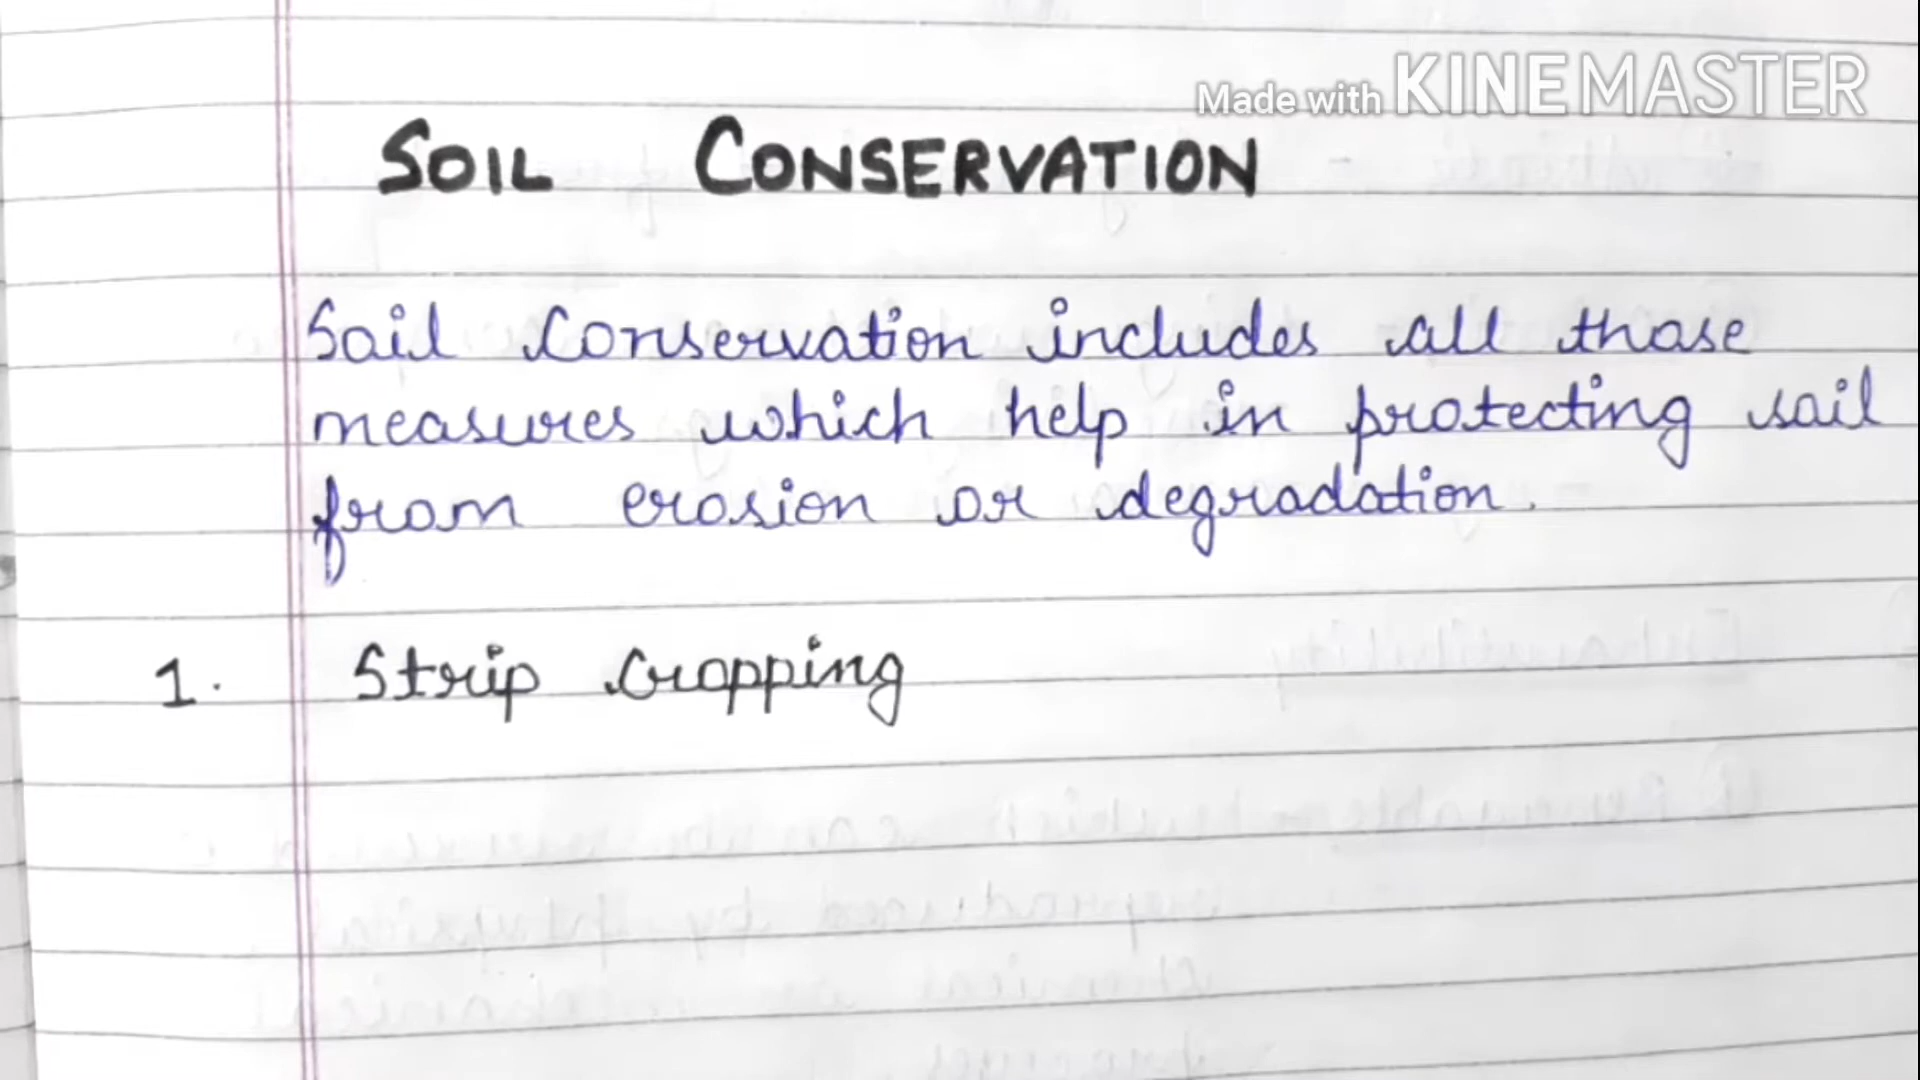 Made with KINEMASTER
SOIL CONSERVATION
Soil Conservation includes all those
measures which help in protecting soil
from erosion or degradation.
1. Strip cropping